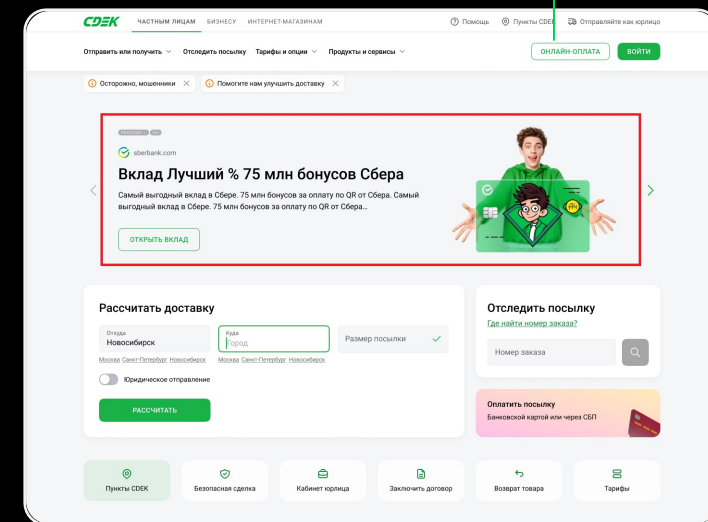 CDEK
ЧАСТНЫМ ЛИЦАМ БИЗНЕСУ ИНТЕРНЕТ-МАГАЗИНАМ Помощь Пункты CDEK Отправляйте как юрлицо
Отправить или получить Отследить посылку Тарифы и опции Продукты и сервисы ОНЛАЙН-ОПЛАТА ВОЙТИ
Осторожно, мошенники Помогите нам улучшить доставку
sberbank.com
Вклад Лучший % 75 млн бонусов Сбера
Самый выгодный вклад в Сбере. 75 млн бонусов за оплату по QR от Сбера. Самый
выгодный вклад в Сбере. 75 млн бонусов за оплату по QR от Сбера...
ОТКРЫТЬ ВКЛАД
Рассчитать доставку
Откуда
Новосибирск
Куда
Город
Размер посылки
Москва Санкт-Петербург Новосибирск
Москва Санкт-Петербург Новосибирск
Юридическое отправление
РАССЧИТАТЬ
Отследить посылку
Где найти номер заказа?
Номер заказа
Оплатить посылку
Банковской картой или через СБП
Пункты CDEK Безопасная сделка Кабинет юрлица Заключить договор Возврат товара Тарифы